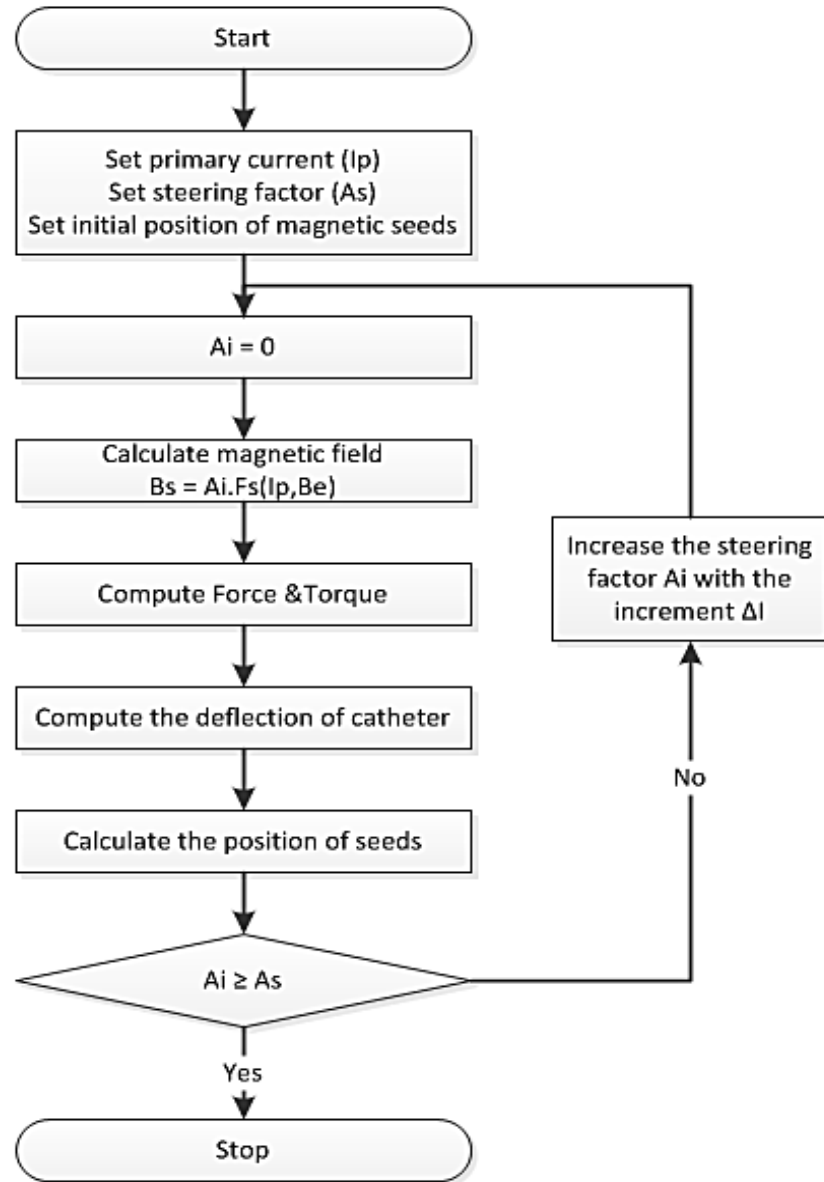 Start
Set primary current (Ip)
Set steering factor (As)
Set initial position of magnetic seeds
Ai = 0
Calculate magnetic field
Bs = Ai.Fs(Ip,Be)
Increase the steering
factor Ai with the
increment ΔI
Compute Force &Torque
Compute the deflection of catheter
No
Calculate the position of seeds
Ai ≥ As
Yes
Stop